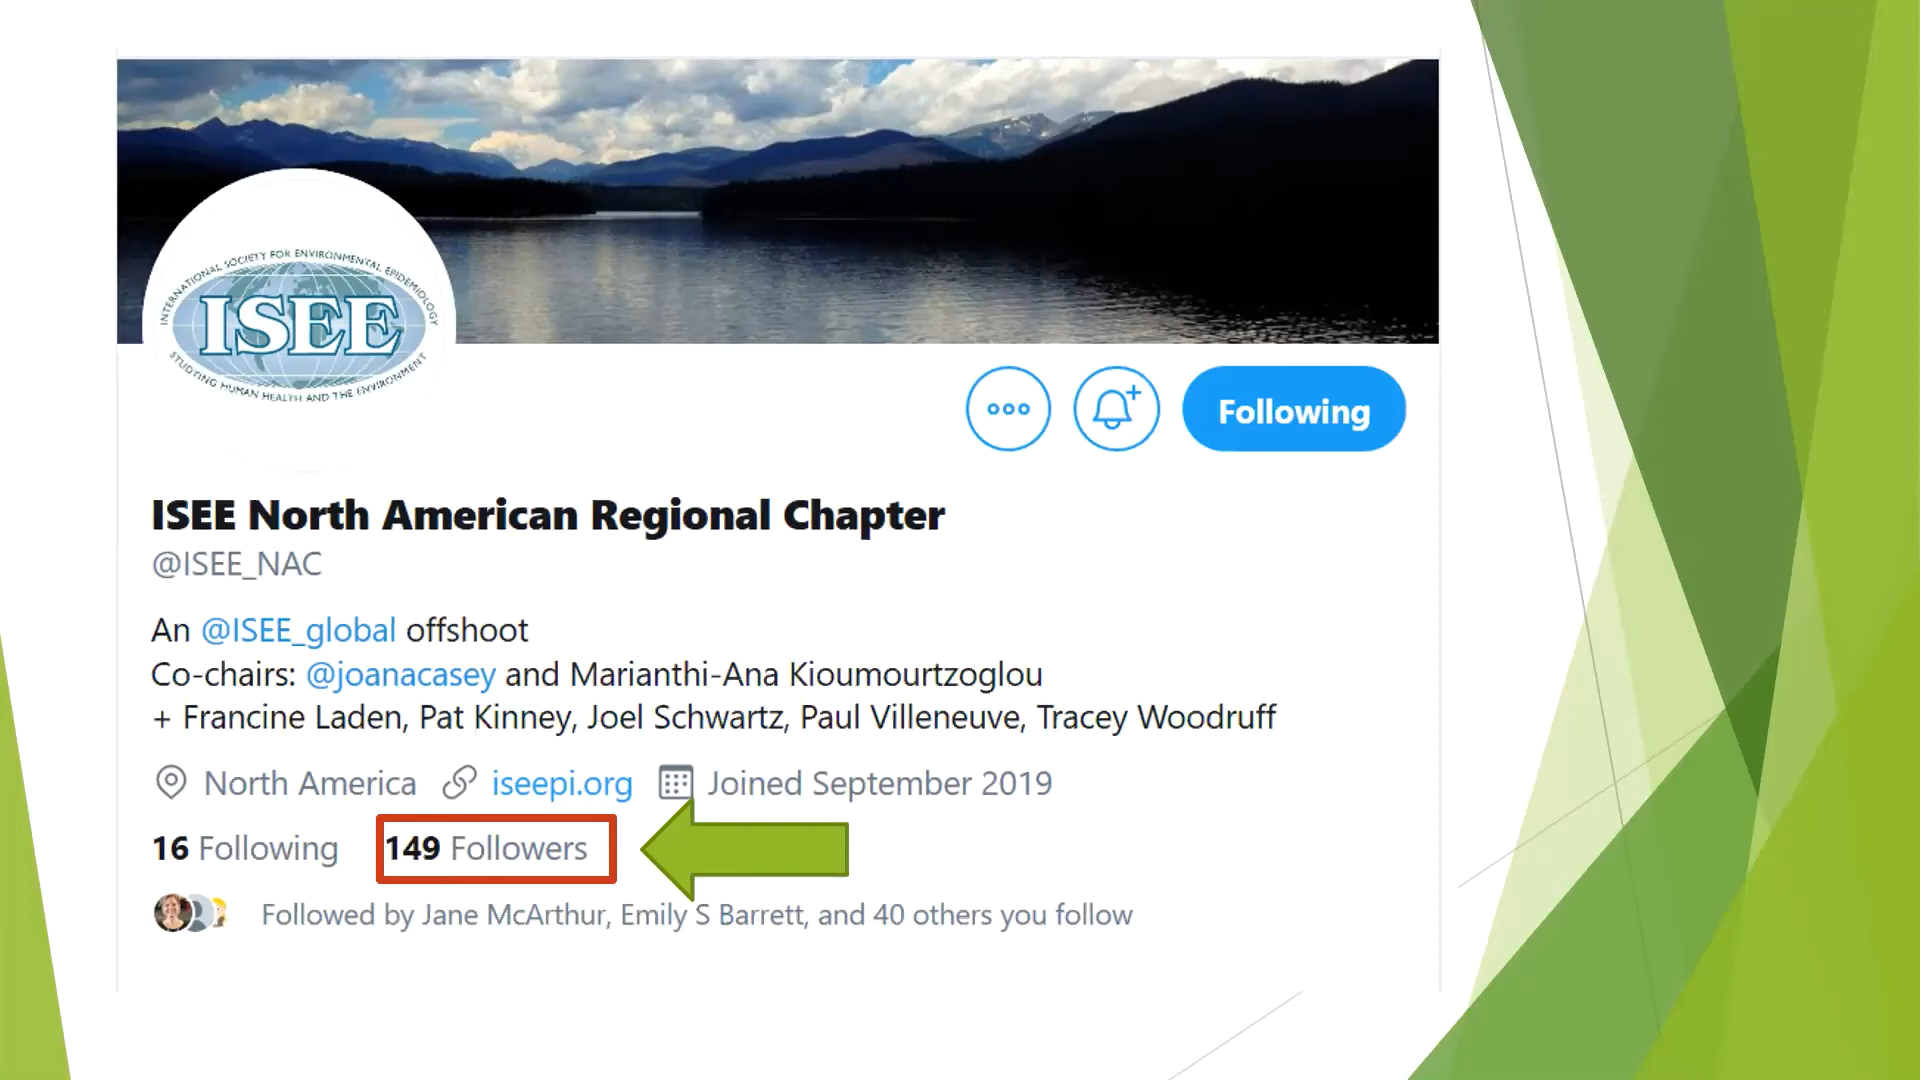 INTERNATIONAL SOCIETY FOR ENVIRONMENTAL EPIDEMIOLOGY
ISEE
STUDYING HUMAN HEALTH AND THE ENVIRONMENT
Following
ISEE North American Regional Chapter
@ISEE_NAC
An @ISEE_global offshoot
Co-chairs: @joanacasey and Marianthi-Ana Kioumourtzoglou
+ Francine Laden, Pat Kinney, Joel Schwartz, Paul Villeneuve, Tracey Woodruff
North America iseepi.org Joined September 2019
16 Following 149 Followers
Followed by Jane McArthur, Emily S Barrett, and 40 others you follow